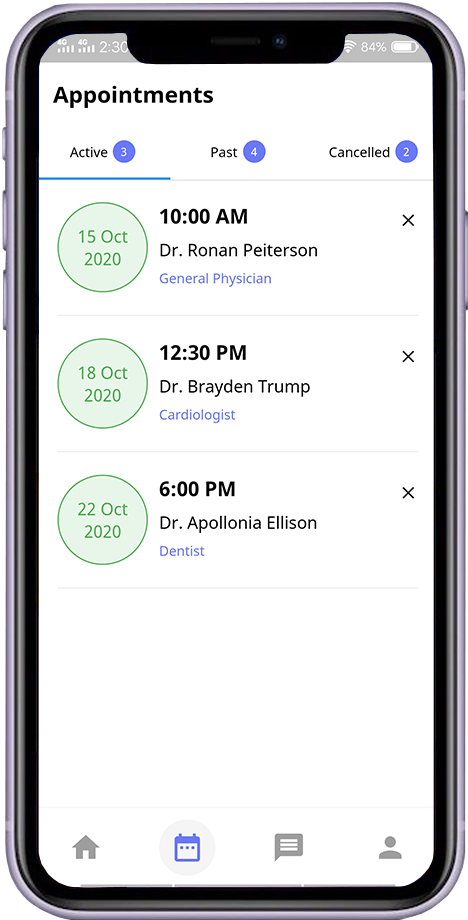 4G 4G 2:30 84%
Appointments
Active 3 Past 4 Cancelled 2
15 Oct
2020
10:00 AM
Dr. Ronan Peiterson
General Physician
18 Oct
2020
12:30 PM
Dr. Brayden Trump
Cardiologist
22 Oct
2020
6:00 PM
Dr. Apollonia Ellison
Dentist